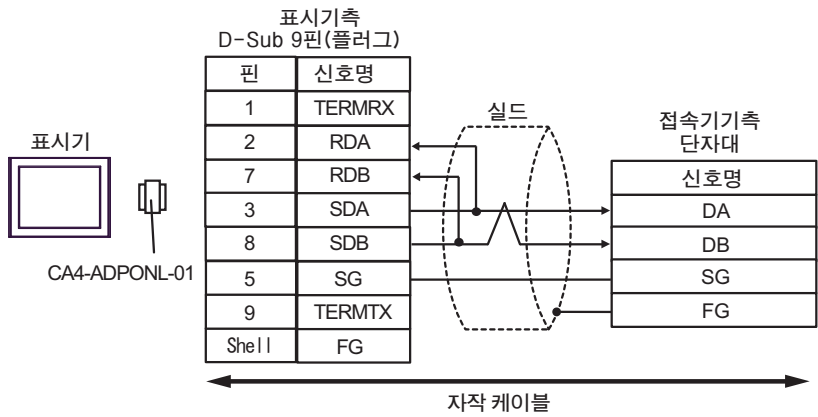 표시기측
D-Sub 9핀(플러그)
핀 신호명
1 TERMRX
2 RDA
7 RDB
3 SDA
8 SDB
5 SG
9 TERMTX
Shell FG
표시기
CA4-ADPONL-01
실드
접속기기측
단자대
신호명
DA
DB
SG
FG
자작 케이블